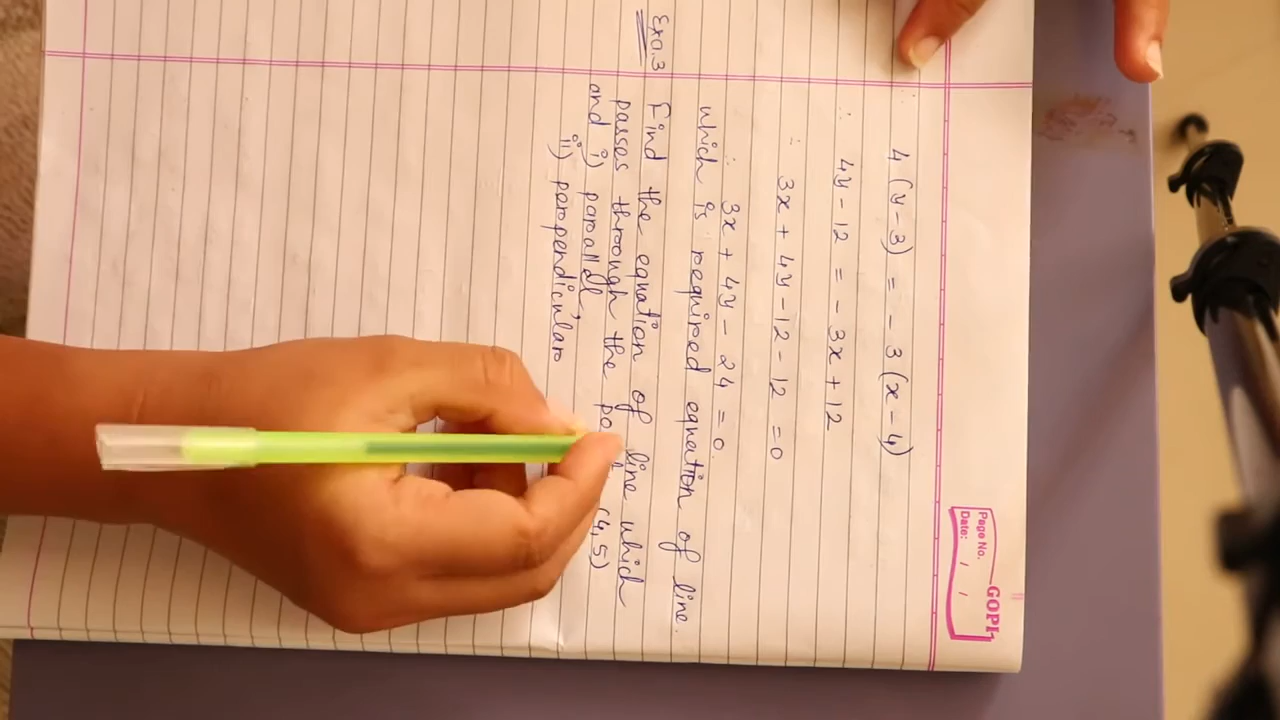 GOPI
Page No.
Date: / /
4(y-3) = -3(x-4)
∴ 4y-12 = -3x+12
∴ 3x+4y-12-12 = 0
∴ 3x+4y-24 = 0.
which is required equation of line.
Exa.3 Find the equation of line which
passes through the (4,5)
and i) parallel,
ii) perpendicular